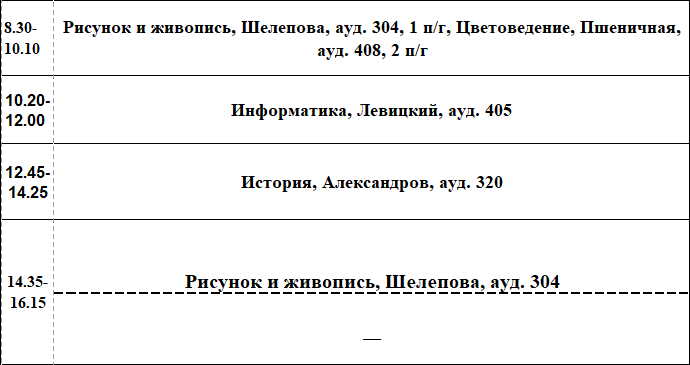 8.30-
10.10
Рисунок и живопись, Шелепова, ауд. 304, 1 п/г, Цветоведение, Пшеничная,
ауд. 408, 2 п/г
10.20-
12.00
Информатика, Левицкий, ауд. 405
12.45-
14.25
История, Александров, ауд. 320
14.35-
16.15
Рисунок и живопись, Шелепова, ауд. 304
—